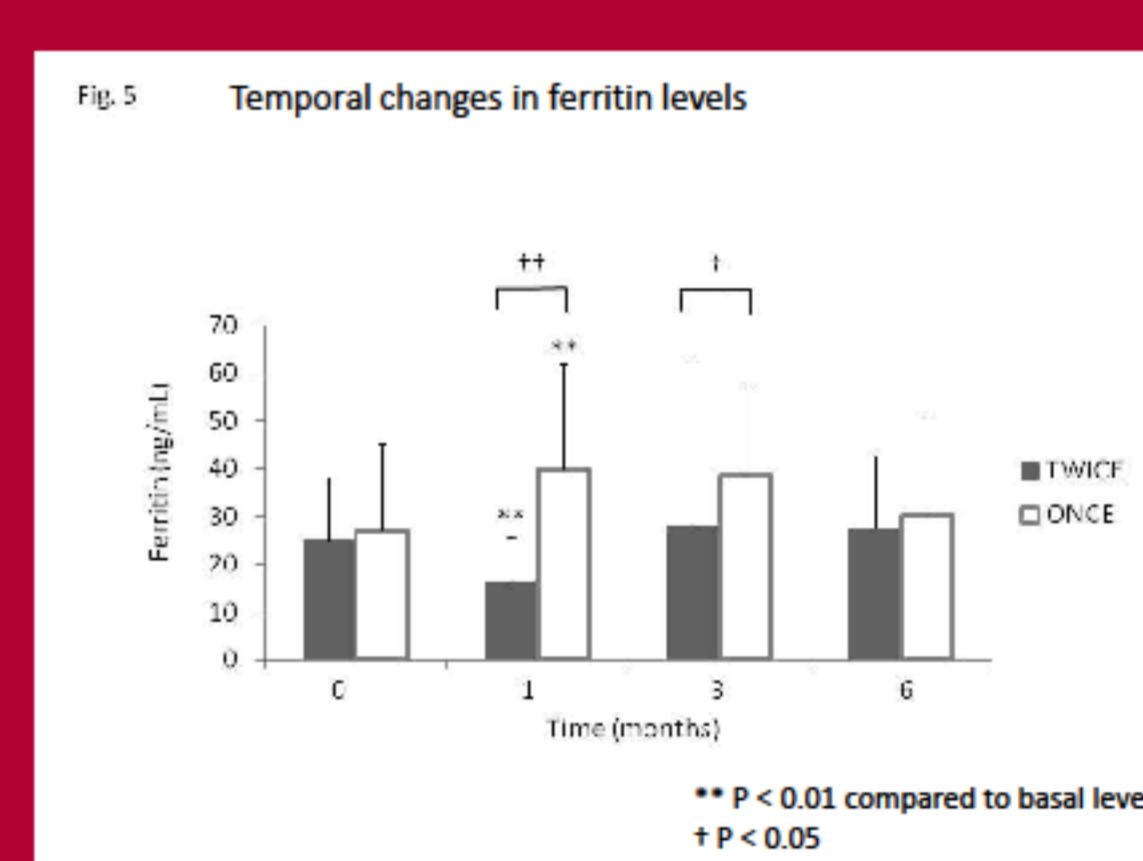 Fig. 5
Temporal changes in ferritin levels
††
†
70
60
50
40
30
20
10
0
Ferritin (ng/mL)
**
**
0
1
3
6
Time (months)
TWICE
ONCE
** P < 0.01 compared to basal leve
† P < 0.05